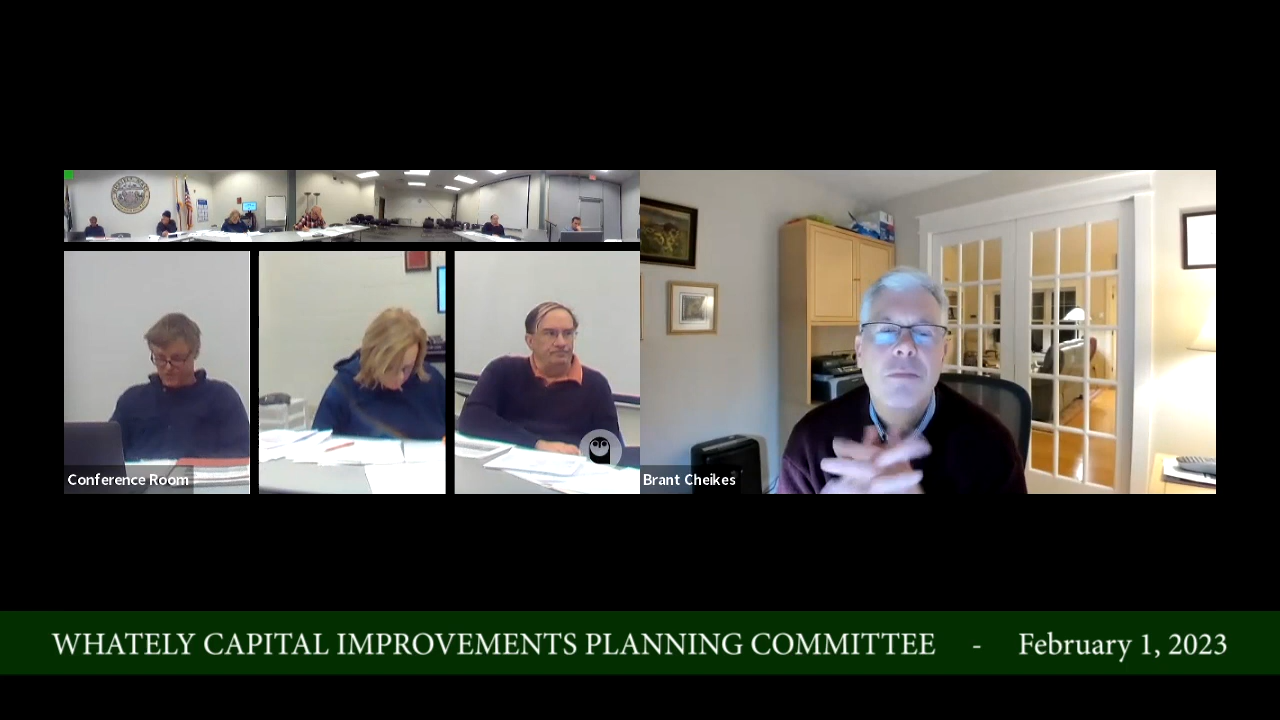 Conference Room
Brant Cheikes
WHATELY CAPITAL IMPROVEMENTS PLANNING COMMITTEE - February 1, 2023